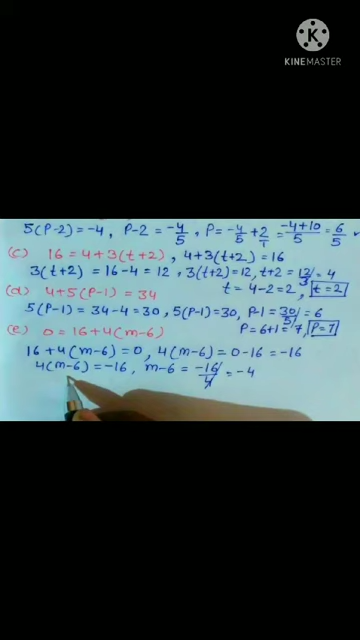 K
KINEMASTER
5(P-2) = -4, P-2 = -4/5, P = -4/5 + 2/1 = -4+10/5 = 6/5
(c) 16 = 4+3(t+2), 4+3(t+2) = 16
3(t+2) = 16-4 = 12, 3(t+2) = 12, t+2 = 12/3 = 4
t = 4-2 = 2, t = 2
(d) 4+5(P-1) = 34
5(P-1) = 34-4 = 30, 5(P-1) = 30, P-1 = 30/5 = 6
P = 6+1 = 7, P = 7
(e) 0 = 16+4(m-6)
16+4(m-6) = 0, 4(m-6) = 0-16 = -16
4(m-6) = -16, m-6 = -16/4 = -4